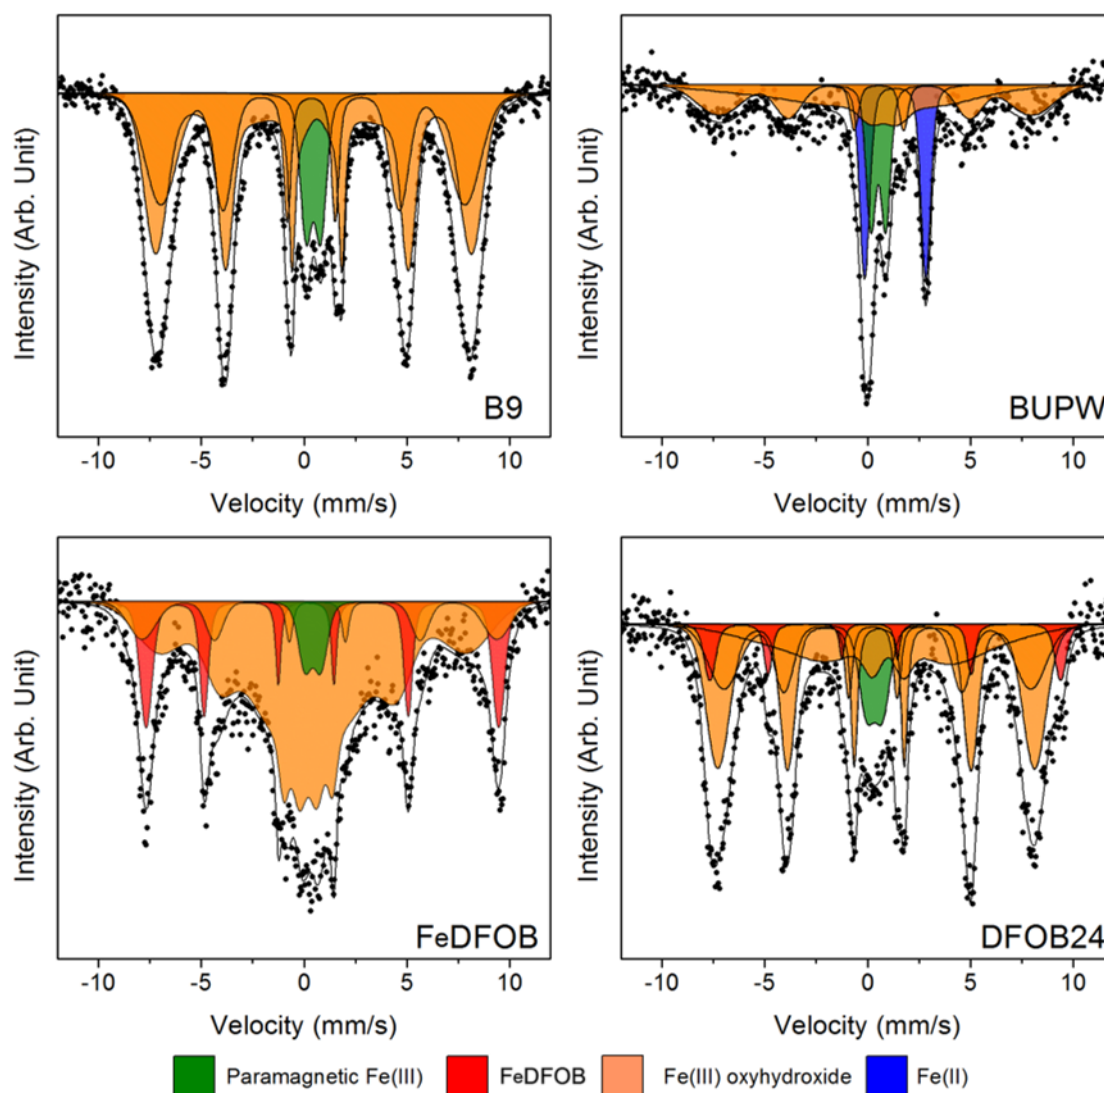 Intensity (Arb. Unit)
B9
-10 -5 0 5 10
Velocity (mm/s)
Intensity (Arb. Unit)
BUPW
-10 -5 0 5 10
Velocity (mm/s)
Intensity (Arb. Unit)
FeDFOB
-10 -5 0 5 10
Velocity (mm/s)
Intensity (Arb. Unit)
DFOB24
-10 -5 0 5 10
Velocity (mm/s)
Paramagnetic Fe(III) FeDFOB Fe(III) oxyhydroxide Fe(II)